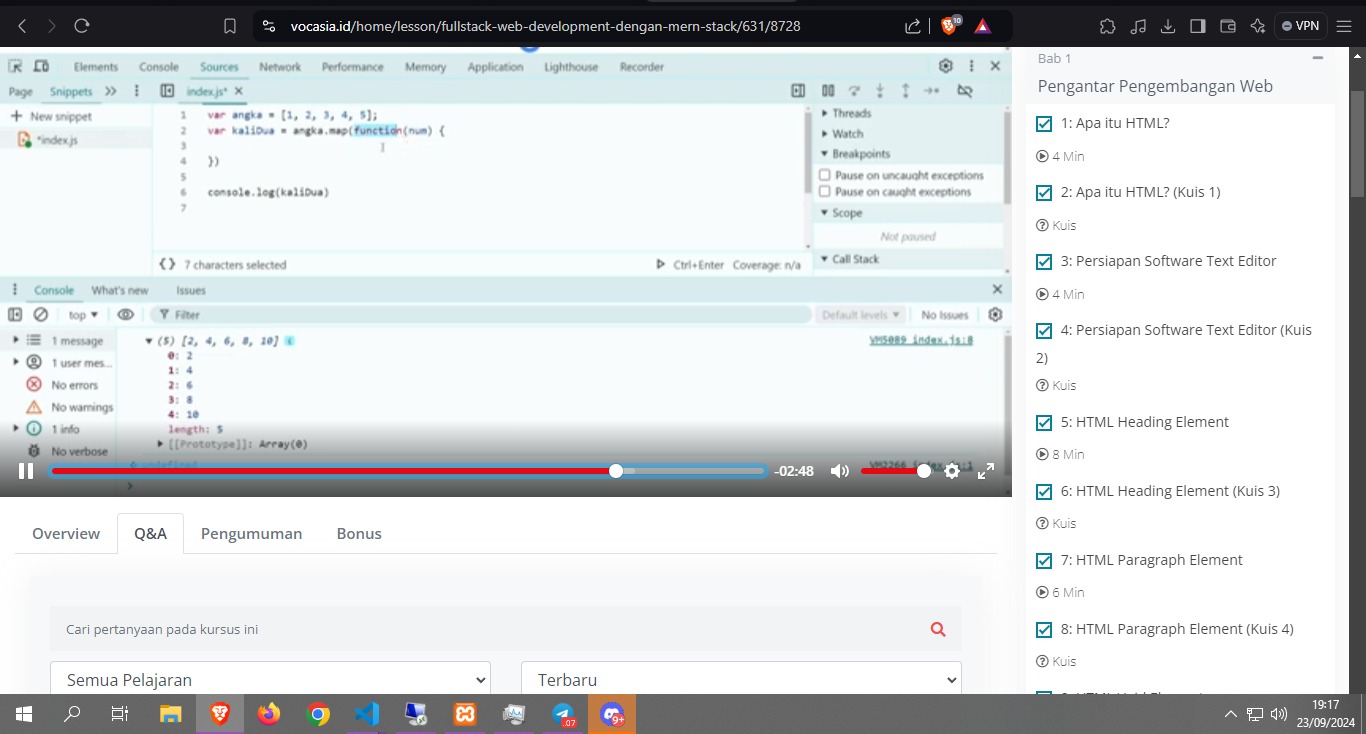 vocasia.id/home/lesson/fullstack-web-development-dengan-mern-stack/631/8728
10
VPN
Elements Console Sources Network Performance Memory Application Lighthouse Recorder
Page Snippets index.js*
+ New snippet
*index.js
1 var angka = [1, 2, 3, 4, 5];
2 var kaliDua = angka.map(function(num) {
3
4 })
5
6 console.log(kaliDua)
7
Threads
Watch
Breakpoints
Pause on uncaught exceptions
Pause on caught exceptions
Scope
Not paused
Call Stack
{} 7 characters selected Ctrl+Enter Coverage: n/a
Console What's new Issues
top Filter Default levels No Issues
1 message
1 user mes...
No errors
No warnings
1 info
No verbose
(5) [2, 4, 6, 8, 10] VM5089 index.js:8
0: 2
1: 4
2: 6
3: 8
4: 10
length: 5
[[Prototype]]: Array(0)
undefined VM2266 index.js:1
-02:48
Overview Q&A Pengumuman Bonus
Cari pertanyaan pada kursus ini
Semua Pelajaran Terbaru
Bab 1
Pengantar Pengembangan Web
1: Apa itu HTML?
4 Min
2: Apa itu HTML? (Kuis 1)
Kuis
3: Persiapan Software Text Editor
4 Min
4: Persiapan Software Text Editor (Kuis
2)
Kuis
5: HTML Heading Element
8 Min
6: HTML Heading Element (Kuis 3)
Kuis
7: HTML Paragraph Element
6 Min
8: HTML Paragraph Element (Kuis 4)
Kuis
.07
9+
19:17
23/09/2024